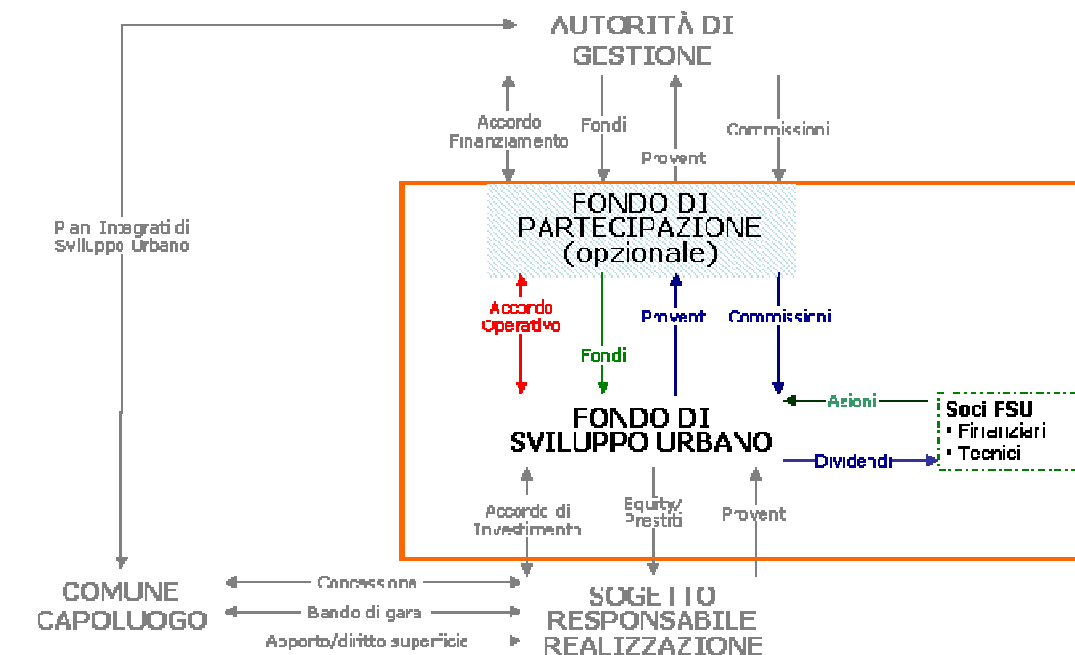 AUTORITÀ DI
GESTIONE
Accordo
Finanziamento
Fondi
Provent
Commissioni
FONDO DI
PARTECIPAZIONE
(opzionale)
Pian Integrati di
Sviluppo Urbano
Accordo
Operativo
Fondi
Provent
Commissioni
Azioni
Soci FSU
• Finanziari
• Tecnici
FONDO DI
SVILUPPO URBANO
Dividendi
Accordo di
Investimento
Equity/
Prestiti
Provent
COMUNE
CAPOLUOGO
Concessione
Bando di gara
Apporto/diritto superficie
SOGETTO
RESPONSABILE
REALIZZAZIONE